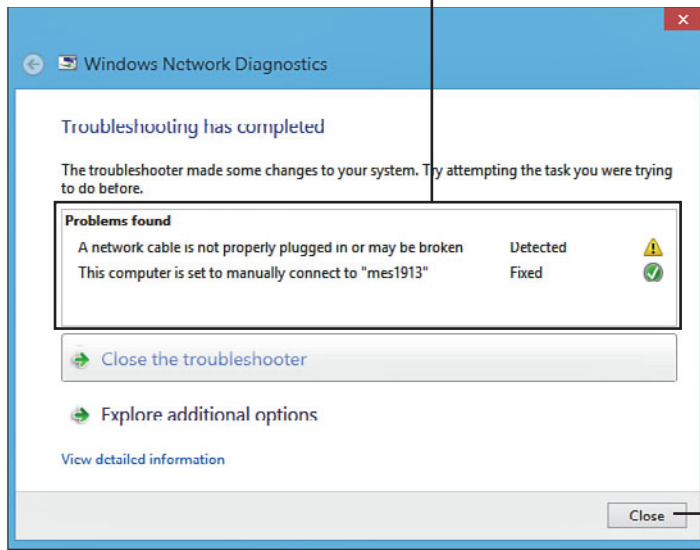 Windows Network Diagnostics
Troubleshooting has completed
The troubleshooter made some changes to your system. Try attempting the task you were trying
to do before.
Problems found
A network cable is not properly plugged in or may be broken Detected
This computer is set to manually connect to "mes1913" Fixed
Close the troubleshooter
Explore additional options
View detailed information
Close